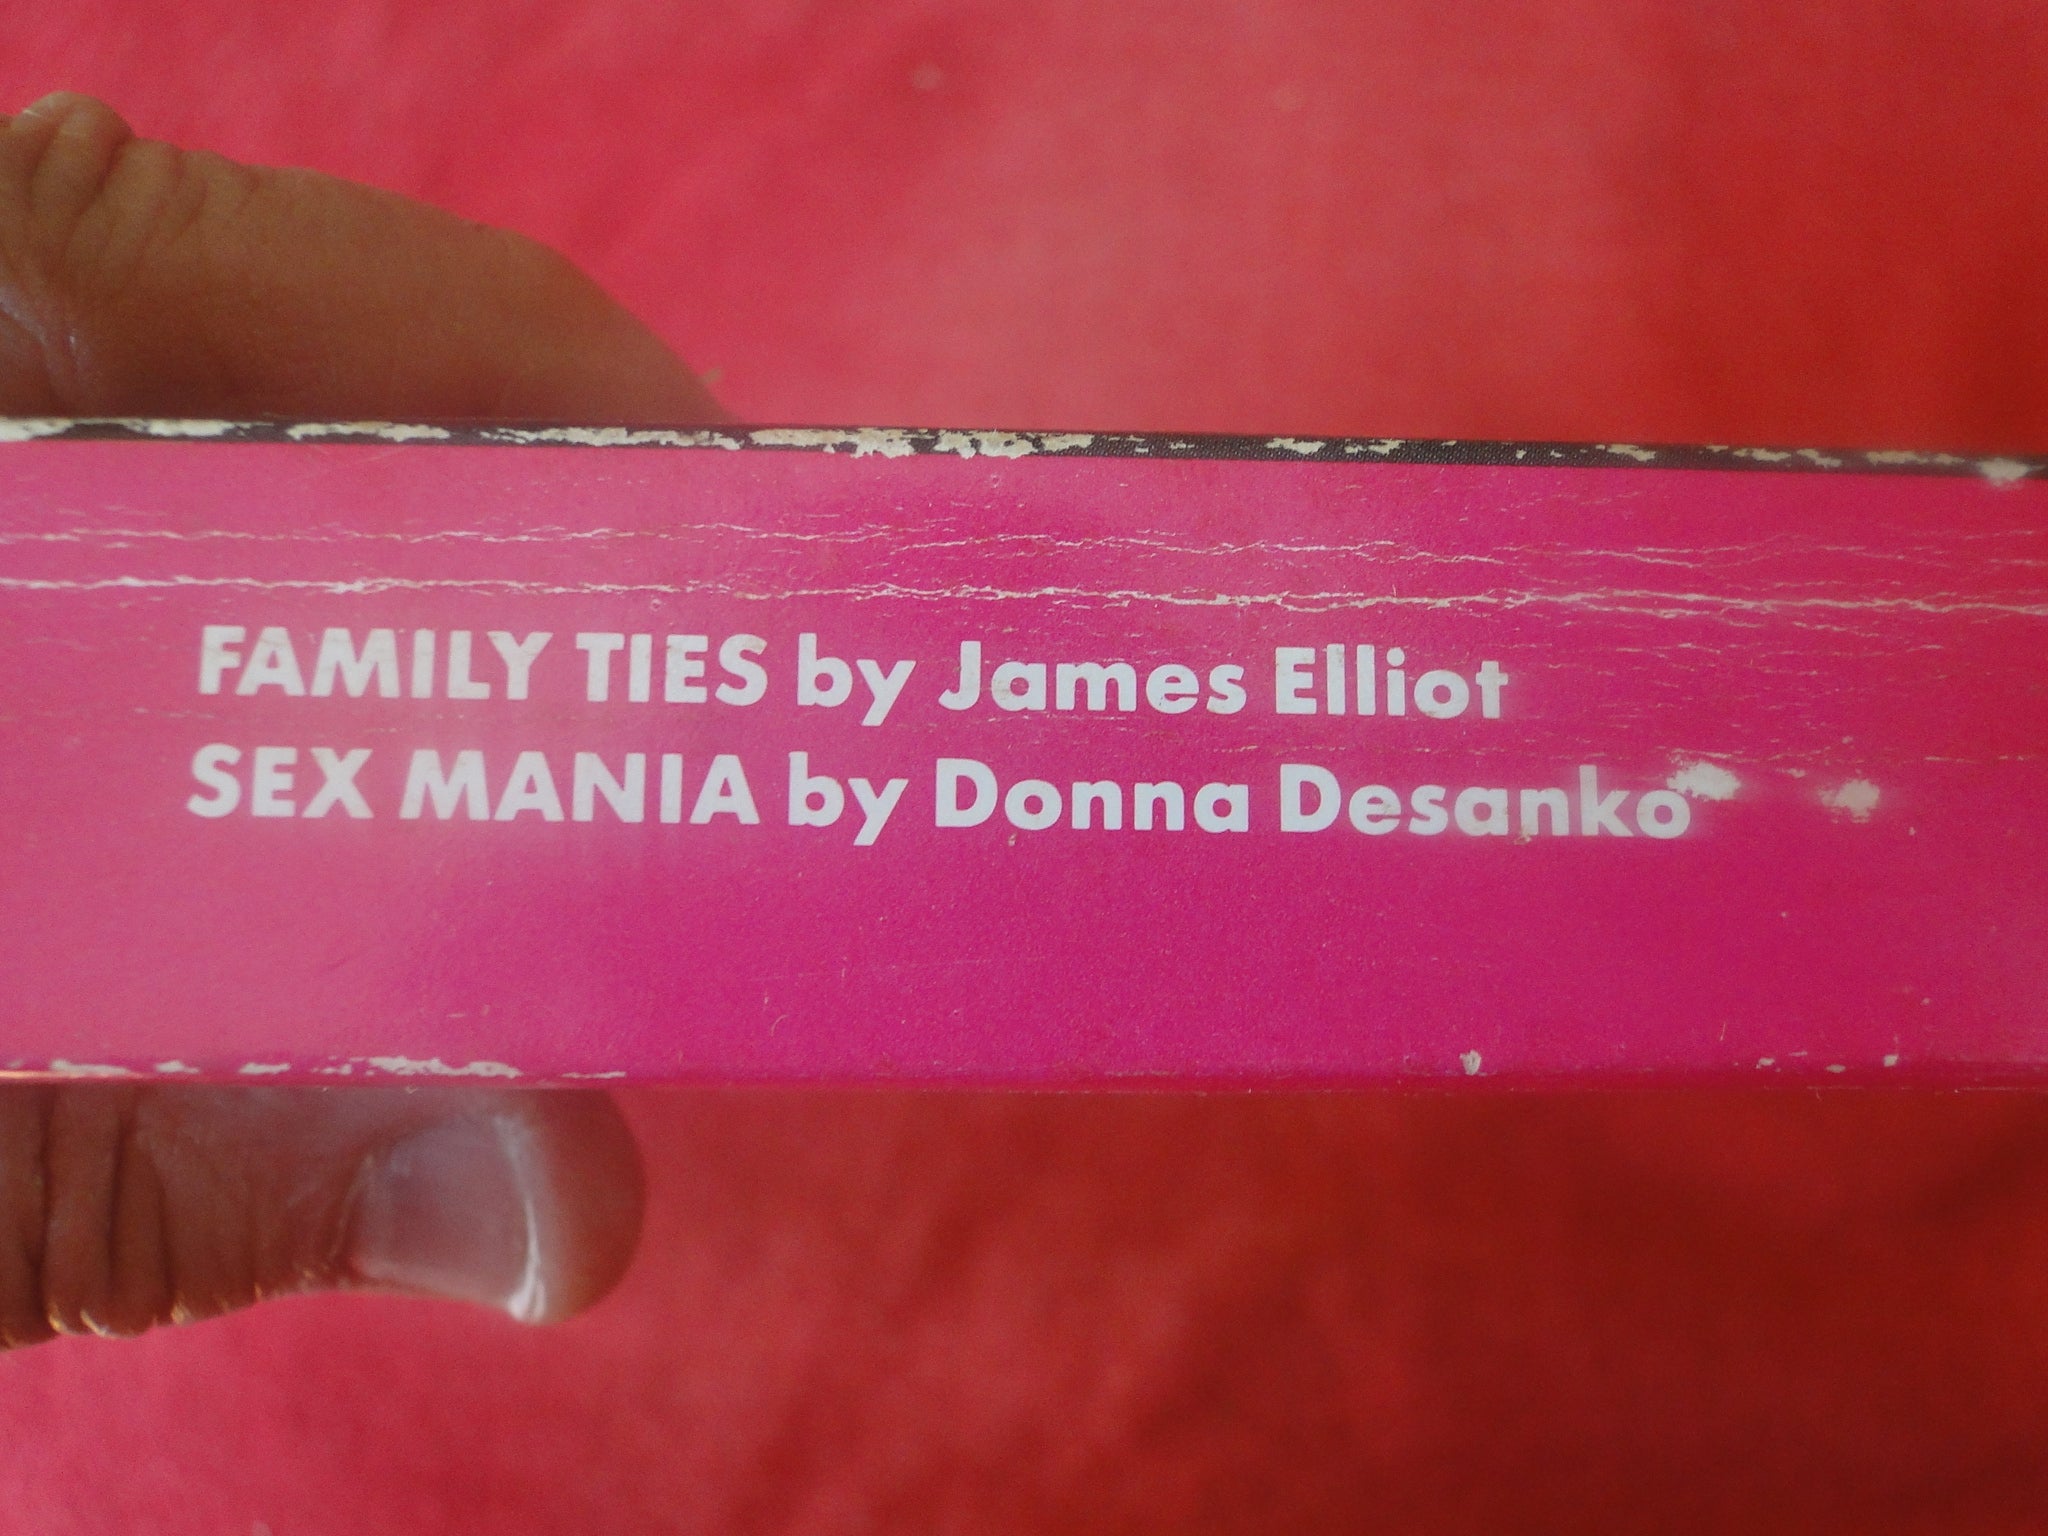 FAMILY TIES by James Elliot
SEX MANIA by Donna Desanko